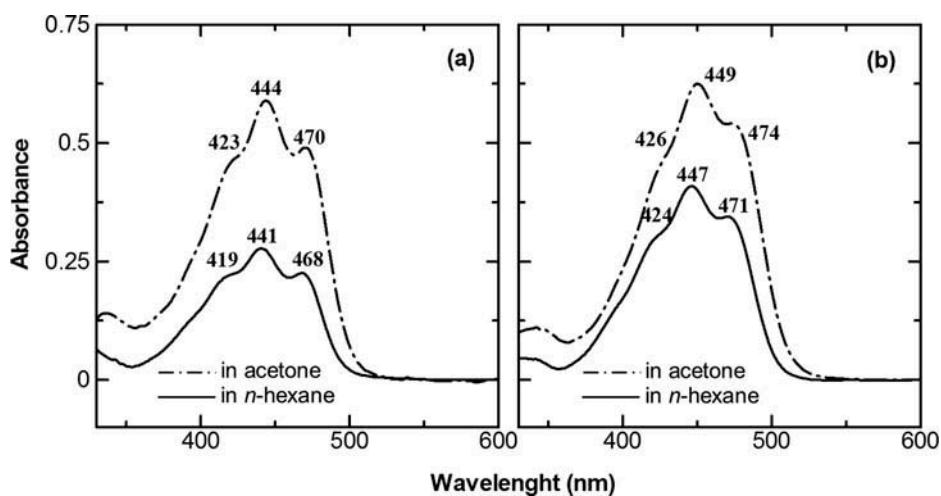 0.75
(a)
(b)
444
449
423
470
426
474
0.5
447
424
471
441
419
468
0.25
in acetone
in n-hexane
in acetone
in n-hexane
0
400
500
600
400
500
600
Absorbance
Wavelenght (nm)